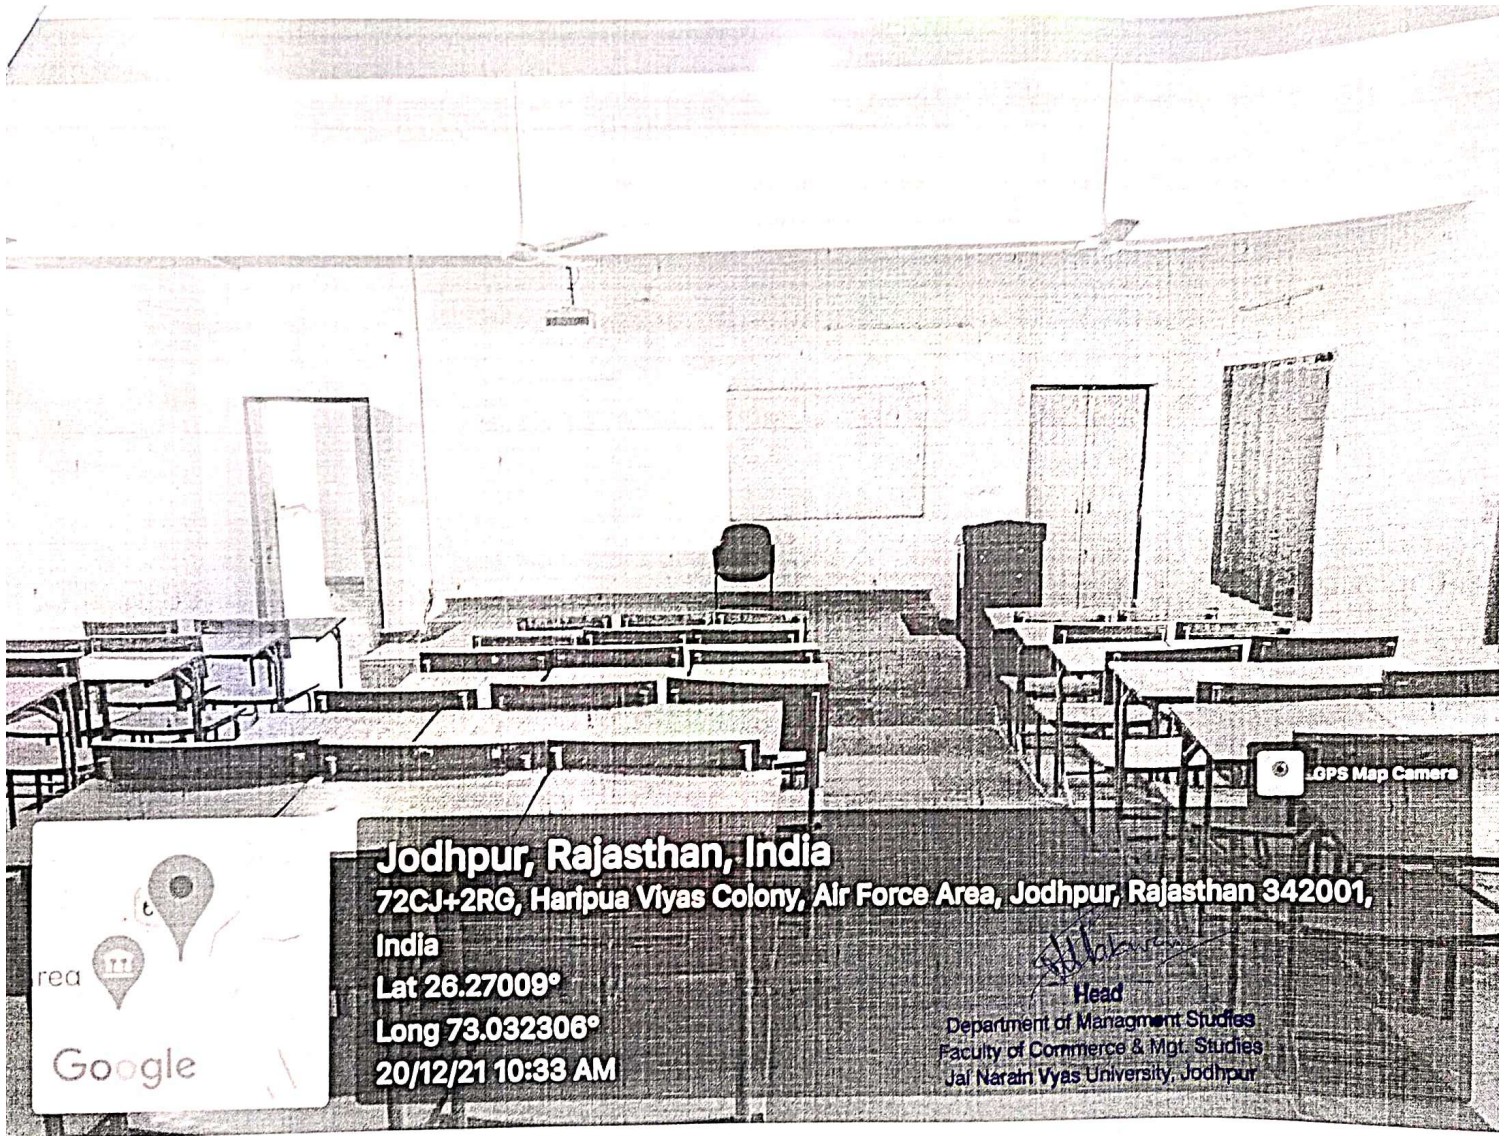 GPS Map Camera
Jodhpur, Rajasthan, India
72CJ+2RG, Haripua Viyas Colony, Air Force Area, Jodhpur, Rajasthan 342001,
India
Lat 26.27009°
Long 73.032306°
20/12/21 10:33 AM
rea
Google
Head
Department of Managment Studies
Faculty of Commerce & Mgt. Studies
Jai Narain Vyas University, Jodhpur